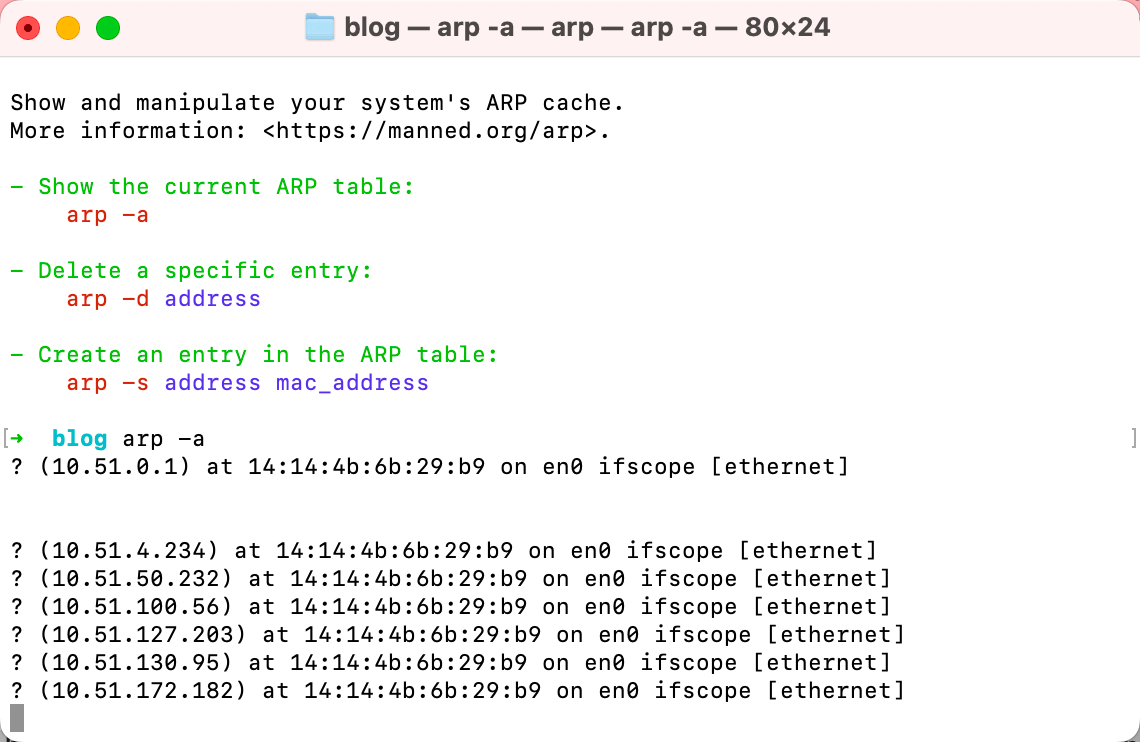 blog — arp -a — arp — arp -a — 80×24
Show and manipulate your system's ARP cache.
More information: <https://manned.org/arp>.
- Show the current ARP table:
arp -a
- Delete a specific entry:
arp -d address
- Create an entry in the ARP table:
arp -s address mac_address
[➜  blog arp -a ]
? (10.51.0.1) at 14:14:4b:6b:29:b9 on en0 ifscope [ethernet]
? (10.51.4.234) at 14:14:4b:6b:29:b9 on en0 ifscope [ethernet]
? (10.51.50.232) at 14:14:4b:6b:29:b9 on en0 ifscope [ethernet]
? (10.51.100.56) at 14:14:4b:6b:29:b9 on en0 ifscope [ethernet]
? (10.51.127.203) at 14:14:4b:6b:29:b9 on en0 ifscope [ethernet]
? (10.51.130.95) at 14:14:4b:6b:29:b9 on en0 ifscope [ethernet]
? (10.51.172.182) at 14:14:4b:6b:29:b9 on en0 ifscope [ethernet]